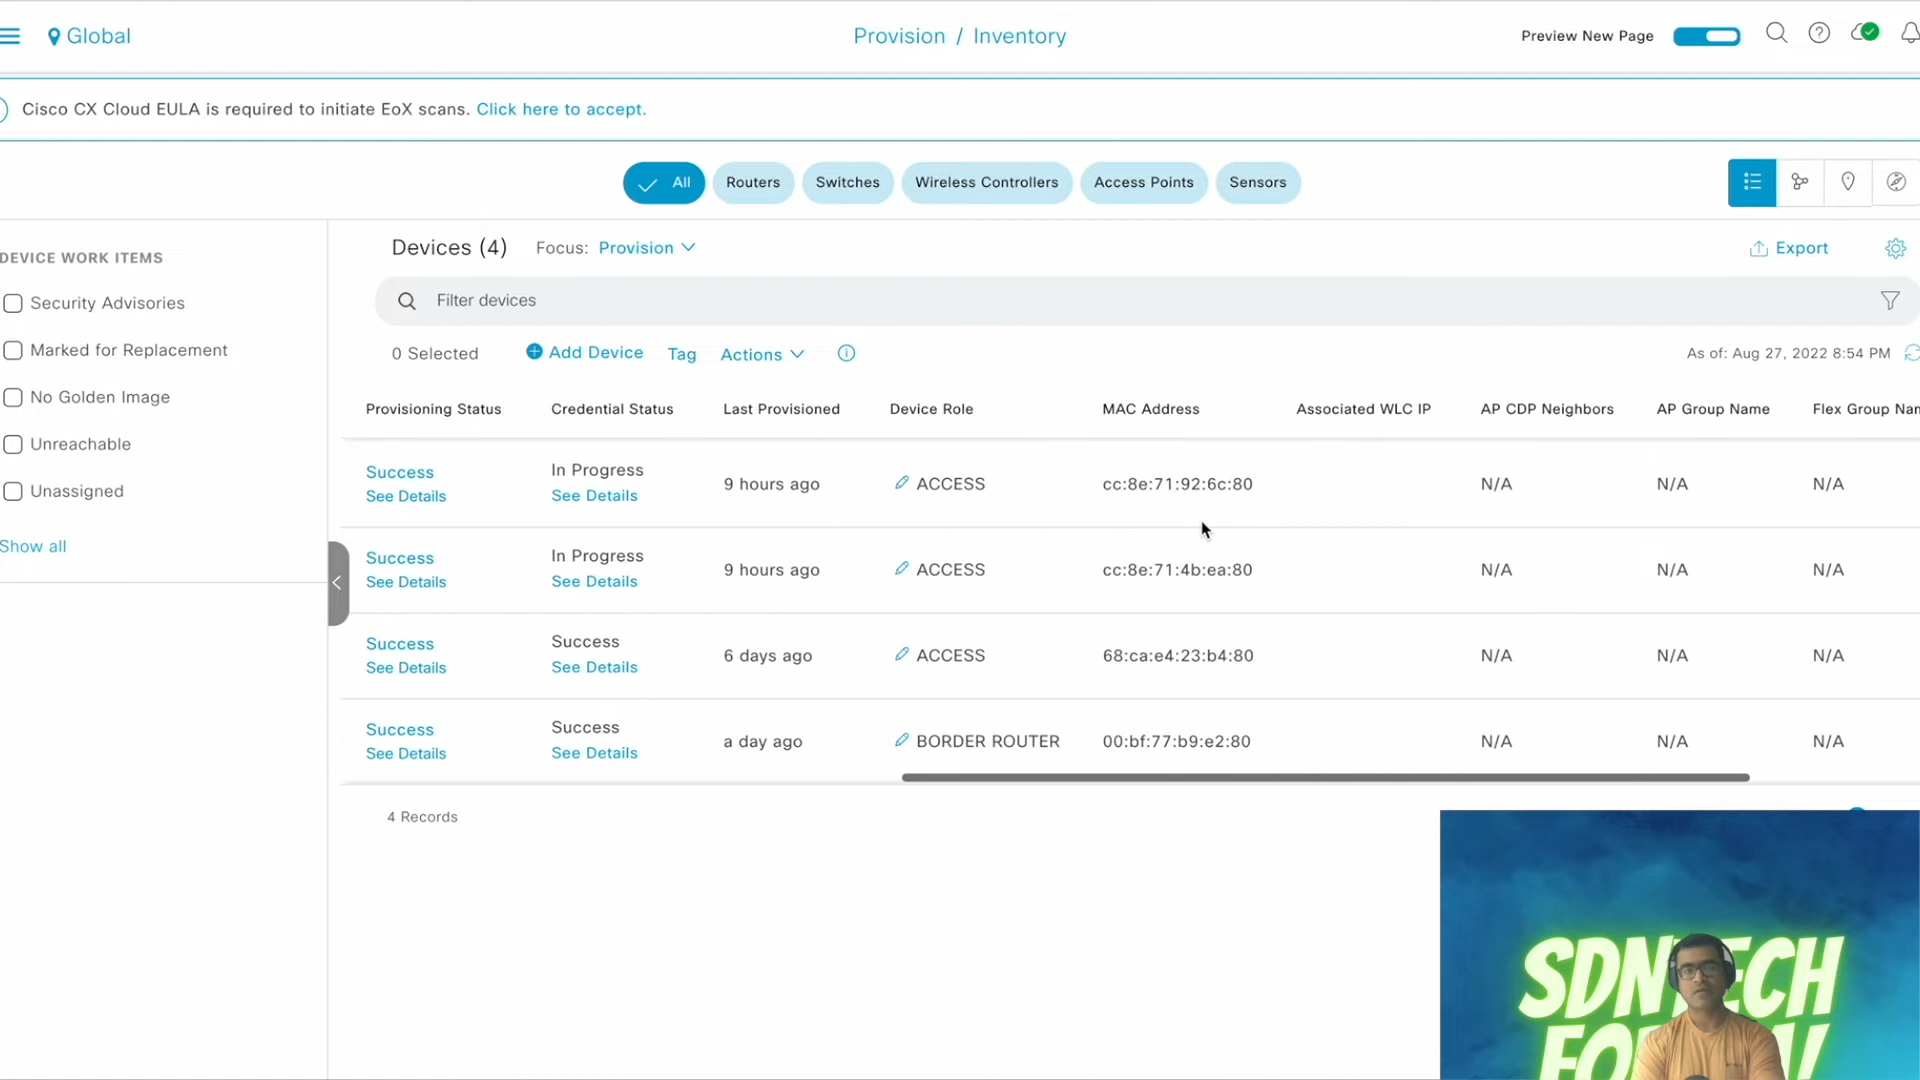 Global
Provision / Inventory
Preview New Page
Cisco CX Cloud EULA is required to initiate EoX scans. Click here to accept.
All
Routers
Switches
Wireless Controllers
Access Points
Sensors
DEVICE WORK ITEMS
Security Advisories
Marked for Replacement
No Golden Image
Unreachable
Unassigned
Show all
Devices (4) Focus: Provision
Export
Filter devices
0 Selected Add Device Tag Actions
As of: Aug 27, 2022 8:54 PM
Provisioning Status Credential Status Last Provisioned Device Role MAC Address Associated WLC IP AP CDP Neighbors AP Group Name Flex Group Nam
Success In Progress
See Details See Details
9 hours ago ACCESS cc:8e:71:92:6c:80 N/A N/A N/A
Success In Progress
See Details See Details
9 hours ago ACCESS cc:8e:71:4b:ea:80 N/A N/A N/A
Success Success
See Details See Details
6 days ago ACCESS 68:ca:e4:23:b4:80 N/A N/A N/A
Success Success
See Details See Details
a day ago BORDER ROUTER 00:bf:77:b9:e2:80 N/A N/A N/A
4 Records